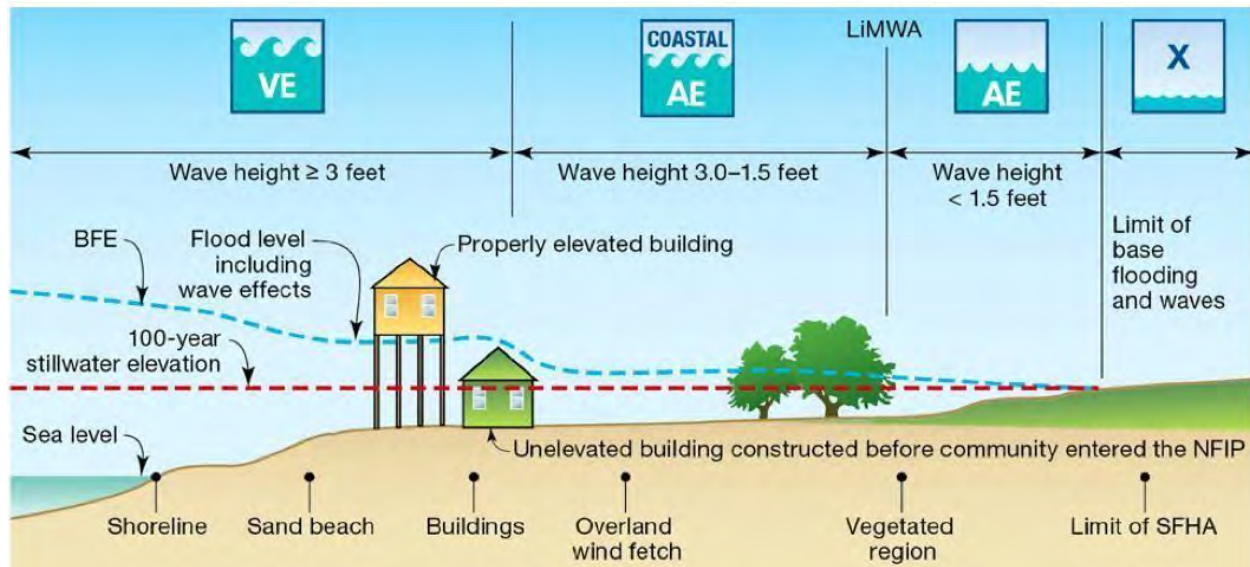 VE
COASTAL
AE
LiMWA
AE
X
Wave height ≥ 3 feet
Wave height 3.0–1.5 feet
Wave height
< 1.5 feet
BFE
Flood level
including
wave effects
Properly elevated building
Limit of
base
flooding
and waves
100-year
stillwater elevation
Sea level
Unelevated building constructed before community entered the NFIP
Shoreline
Sand beach
Buildings
Overland
wind fetch
Vegetated
region
Limit of SFHA